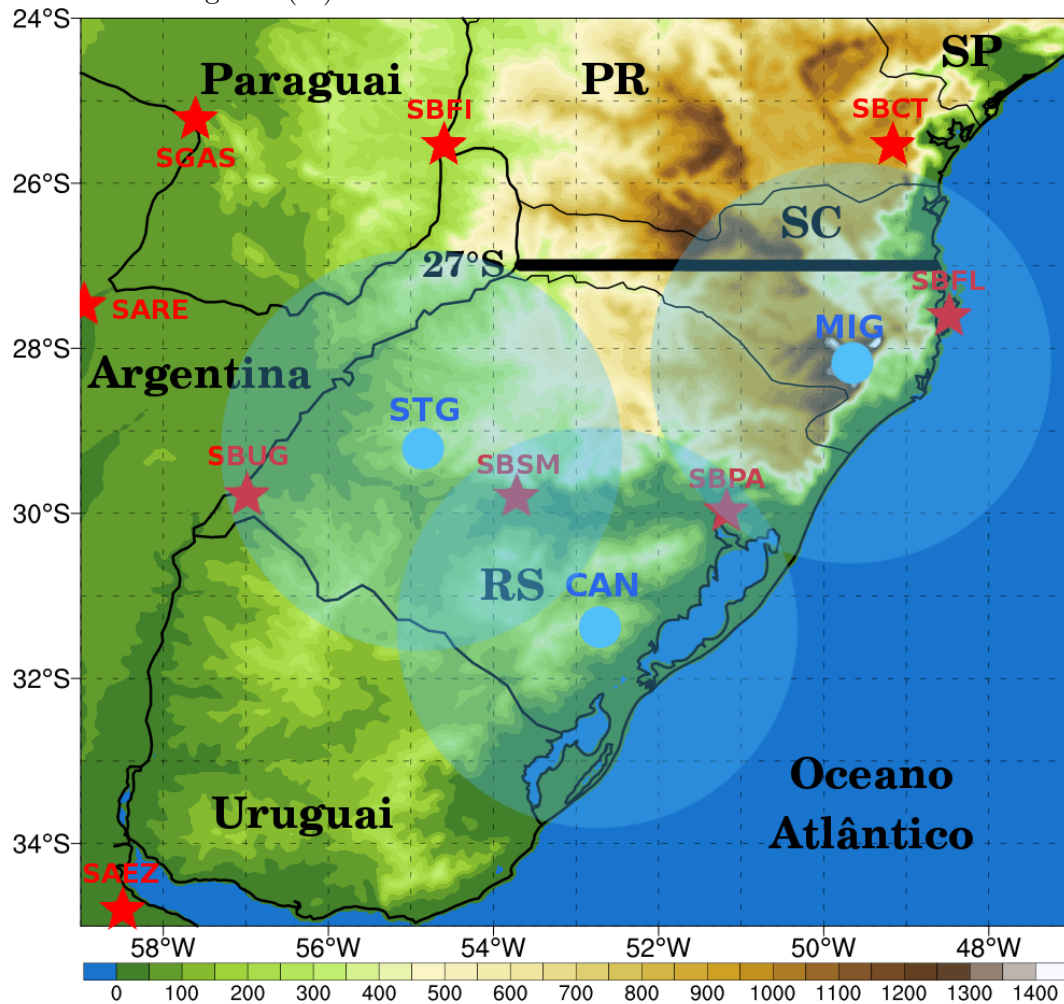 24°S
SP
Paraguai
PR
SBFI
SBCT
SGAS
26°S
SC
27°S
SBFL
SARE
MIG
28°S
Argentina
STG
SBUG
SBSM
SBPA
30°S
RS
CAN
32°S
Oceano
Atlântico
Uruguai
34°S
SAEZ
58°W 56°W 54°W 52°W 50°W 48°W
0 100 200 300 400 500 600 700 800 900 1000 1100 1200 1300 1400